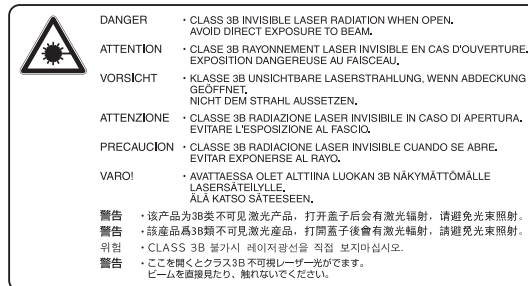 DANGER ・CLASS 3B INVISIBLE LASER RADIATION WHEN OPEN.
AVOID DIRECT EXPOSURE TO BEAM.
ATTENTION ・CLASE 3B RAYONNEMENT LASER INVISIBLE EN CAS D'OUVERTURE.
EXPOSITION DANGEREUSE AU FAISCEAU.
VORSICHT ・KLASSE 3B UNSICHTBARE LASERSTRAHLUNG, WENN ABDECKUNG
GEÖFFNET.
NICHT DEM STRAHL AUSSETZEN.
ATTENZIONE ・CLASSE 3B RADIAZIONE LASER INVISIBILE IN CASO DI APERTURA.
EVITARE L'ESPOSIZIONE AL FASCIO.
PRECAUCION ・CLASSE 3B RADIACIONE LASER INVISIBLE CUANDO SE ABRE.
EVITAR EXPONERSE AL RAYO.
VARO! ・AVATTAESSA OLET ALTTIINA LUOKAN 3B NÄKYMÄTTÖMÄLLE
LASERSÄTEILYLLE.
ÄLÄ KATSO SÄTEESEEN.
警告 ・该产品为3B类不可见激光产品，打开盖子后会有激光辐射，请避免光束照射。
警告 ・該産品爲3B類不可見激光産品，打開蓋子後會有激光輻射，請避免光束照射。
위험 ・CLASS 3B 불가시 레이저광선을 직접 보지마십시오.
警告 ・ここを開くとクラス3B不可視レーザー光がでます。
ビームを直接見たり、触れないでください。